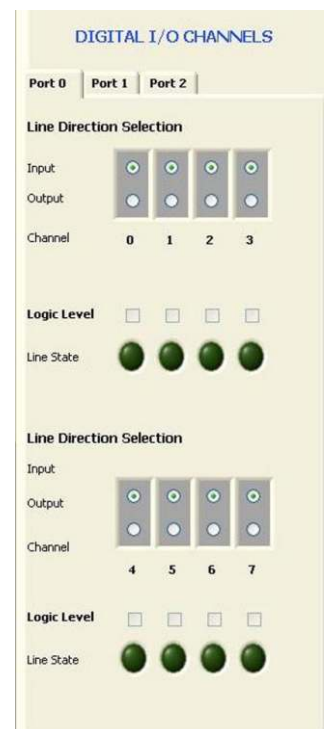 DIGITAL I/O CHANNELS
Port 0 Port 1 Port 2
Line Direction Selection
Input
Output
Channel 0 1 2 3
Logic Level
Line State
Line Direction Selection
Input
Output
Channel
4 5 6 7
Logic Level
Line State